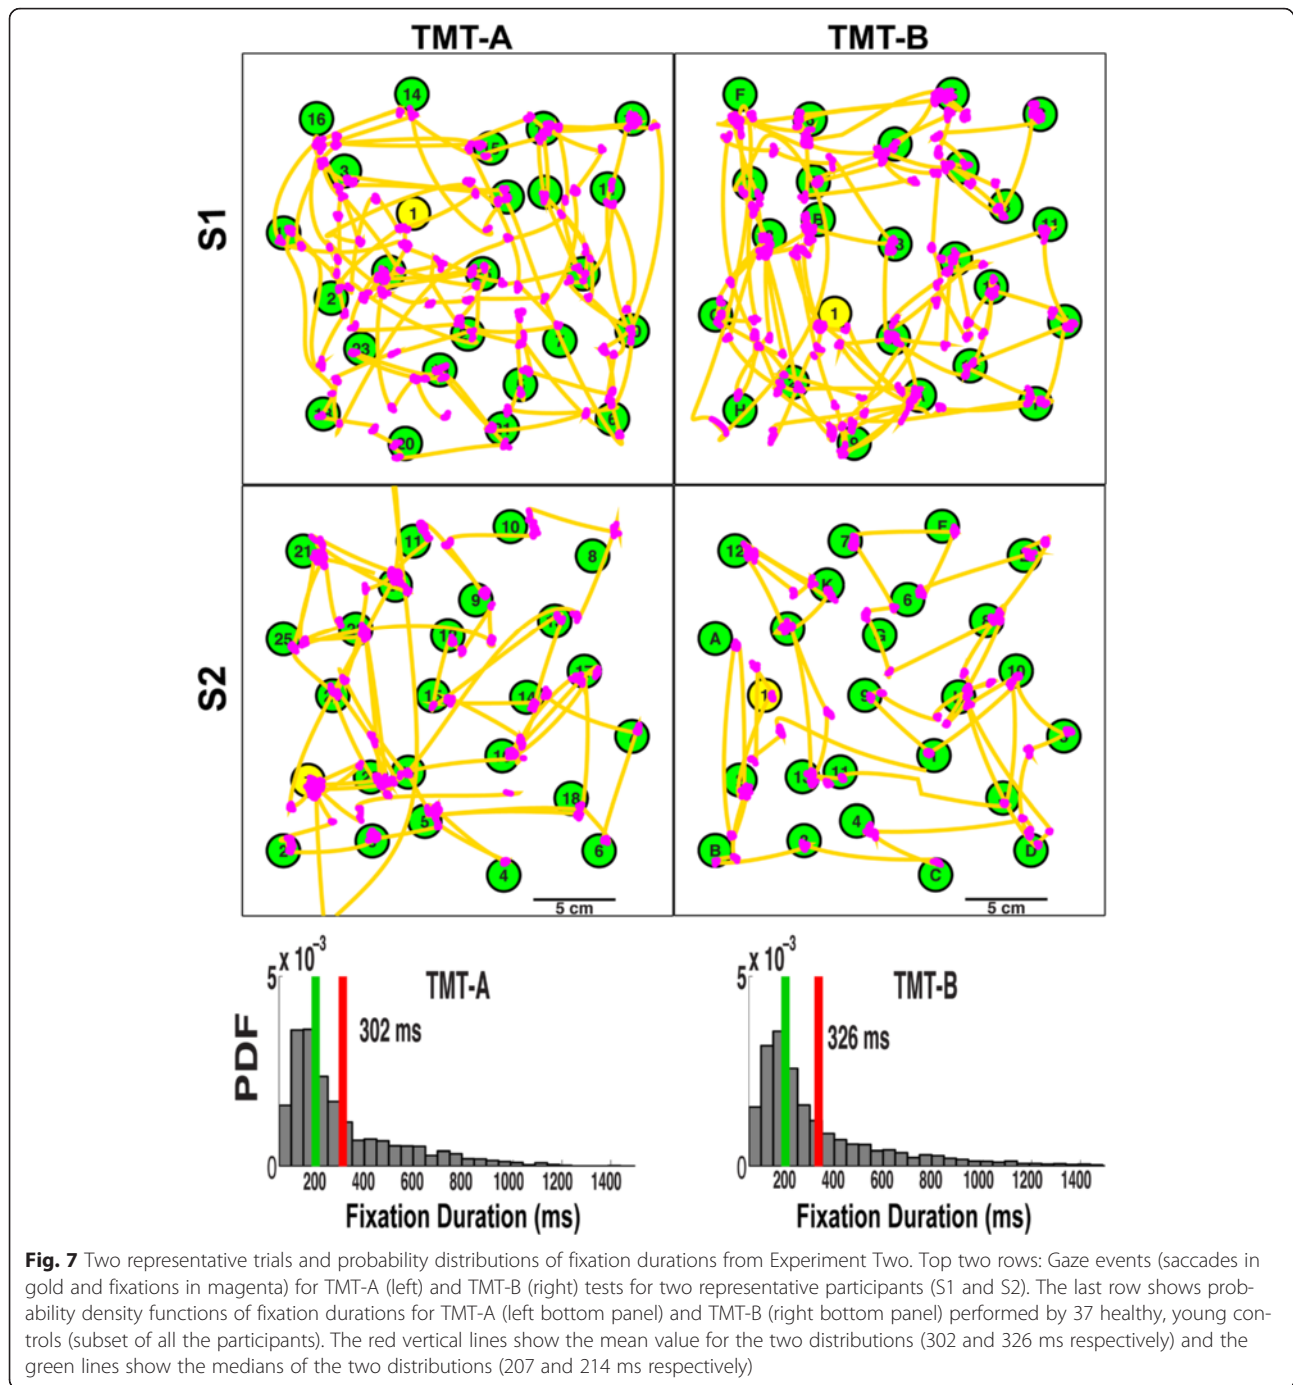 TMT-A TMT-B
S1
14
16
3
1
2
23
20
7
F
B
11
3
1
H
9
S2
10
21
11
8
9
25
5
18
2
6
4
5 cm
7
12
K
6
A
G
10
9
1
11
4
B
D
C
5 cm
5 x 10⁻³ TMT-A
302 ms
PDF
0
200 400 600 800 1000 1200 1400
Fixation Duration (ms)
5 x 10⁻³ TMT-B
326 ms
0
200 400 600 800 1000 1200 1400
Fixation Duration (ms)
Fig. 7 Two representative trials and probability distributions of fixation durations from Experiment Two. Top two rows: Gaze events (saccades in
gold and fixations in magenta) for TMT-A (left) and TMT-B (right) tests for two representative participants (S1 and S2). The last row shows prob-
ability density functions of fixation durations for TMT-A (left bottom panel) and TMT-B (right bottom panel) performed by 37 healthy, young con-
trols (subset of all the participants). The red vertical lines show the mean value for the two distributions (302 and 326 ms respectively) and the
green lines show the medians of the two distributions (207 and 214 ms respectively)